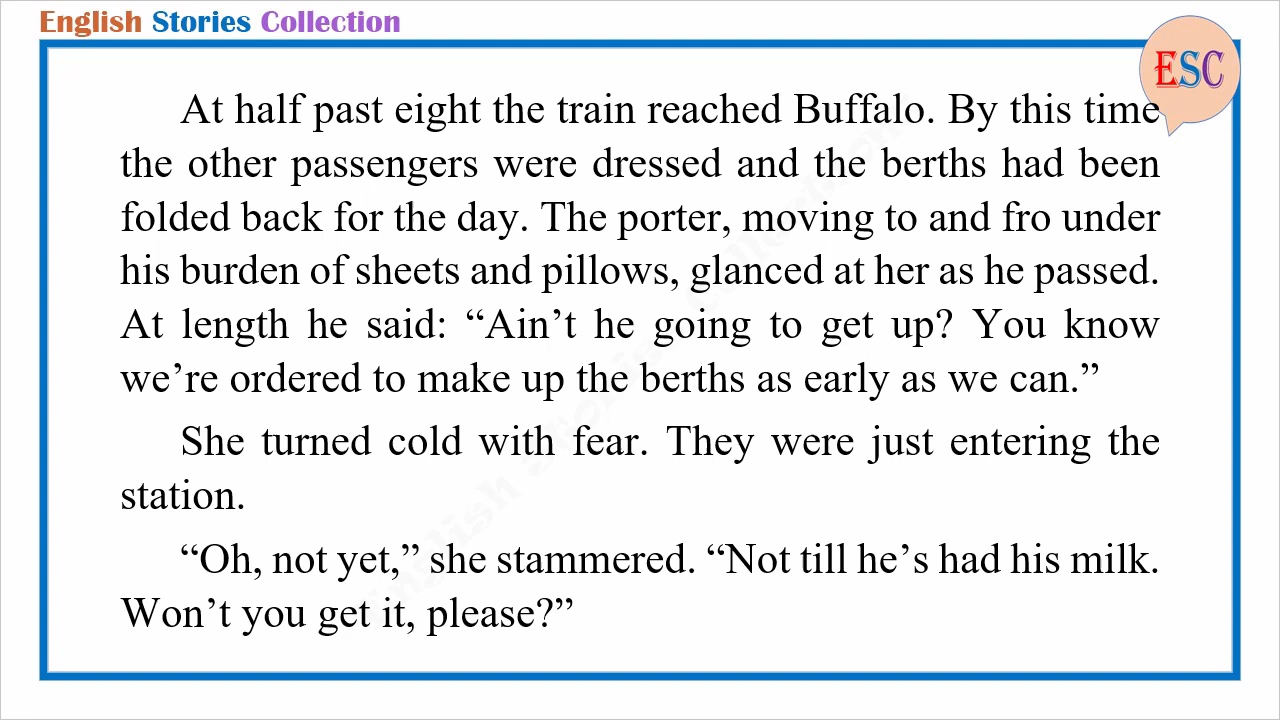 English Stories Collection
ESC
At half past eight the train reached Buffalo. By this time
the other passengers were dressed and the berths had been
folded back for the day. The porter, moving to and fro under
his burden of sheets and pillows, glanced at her as he passed.
At length he said: “Ain’t he going to get up? You know
we’re ordered to make up the berths as early as we can.”
She turned cold with fear. They were just entering the
station.
“Oh, not yet,” she stammered. “Not till he’s had his milk.
Won’t you get it, please?”
English Stories Collection